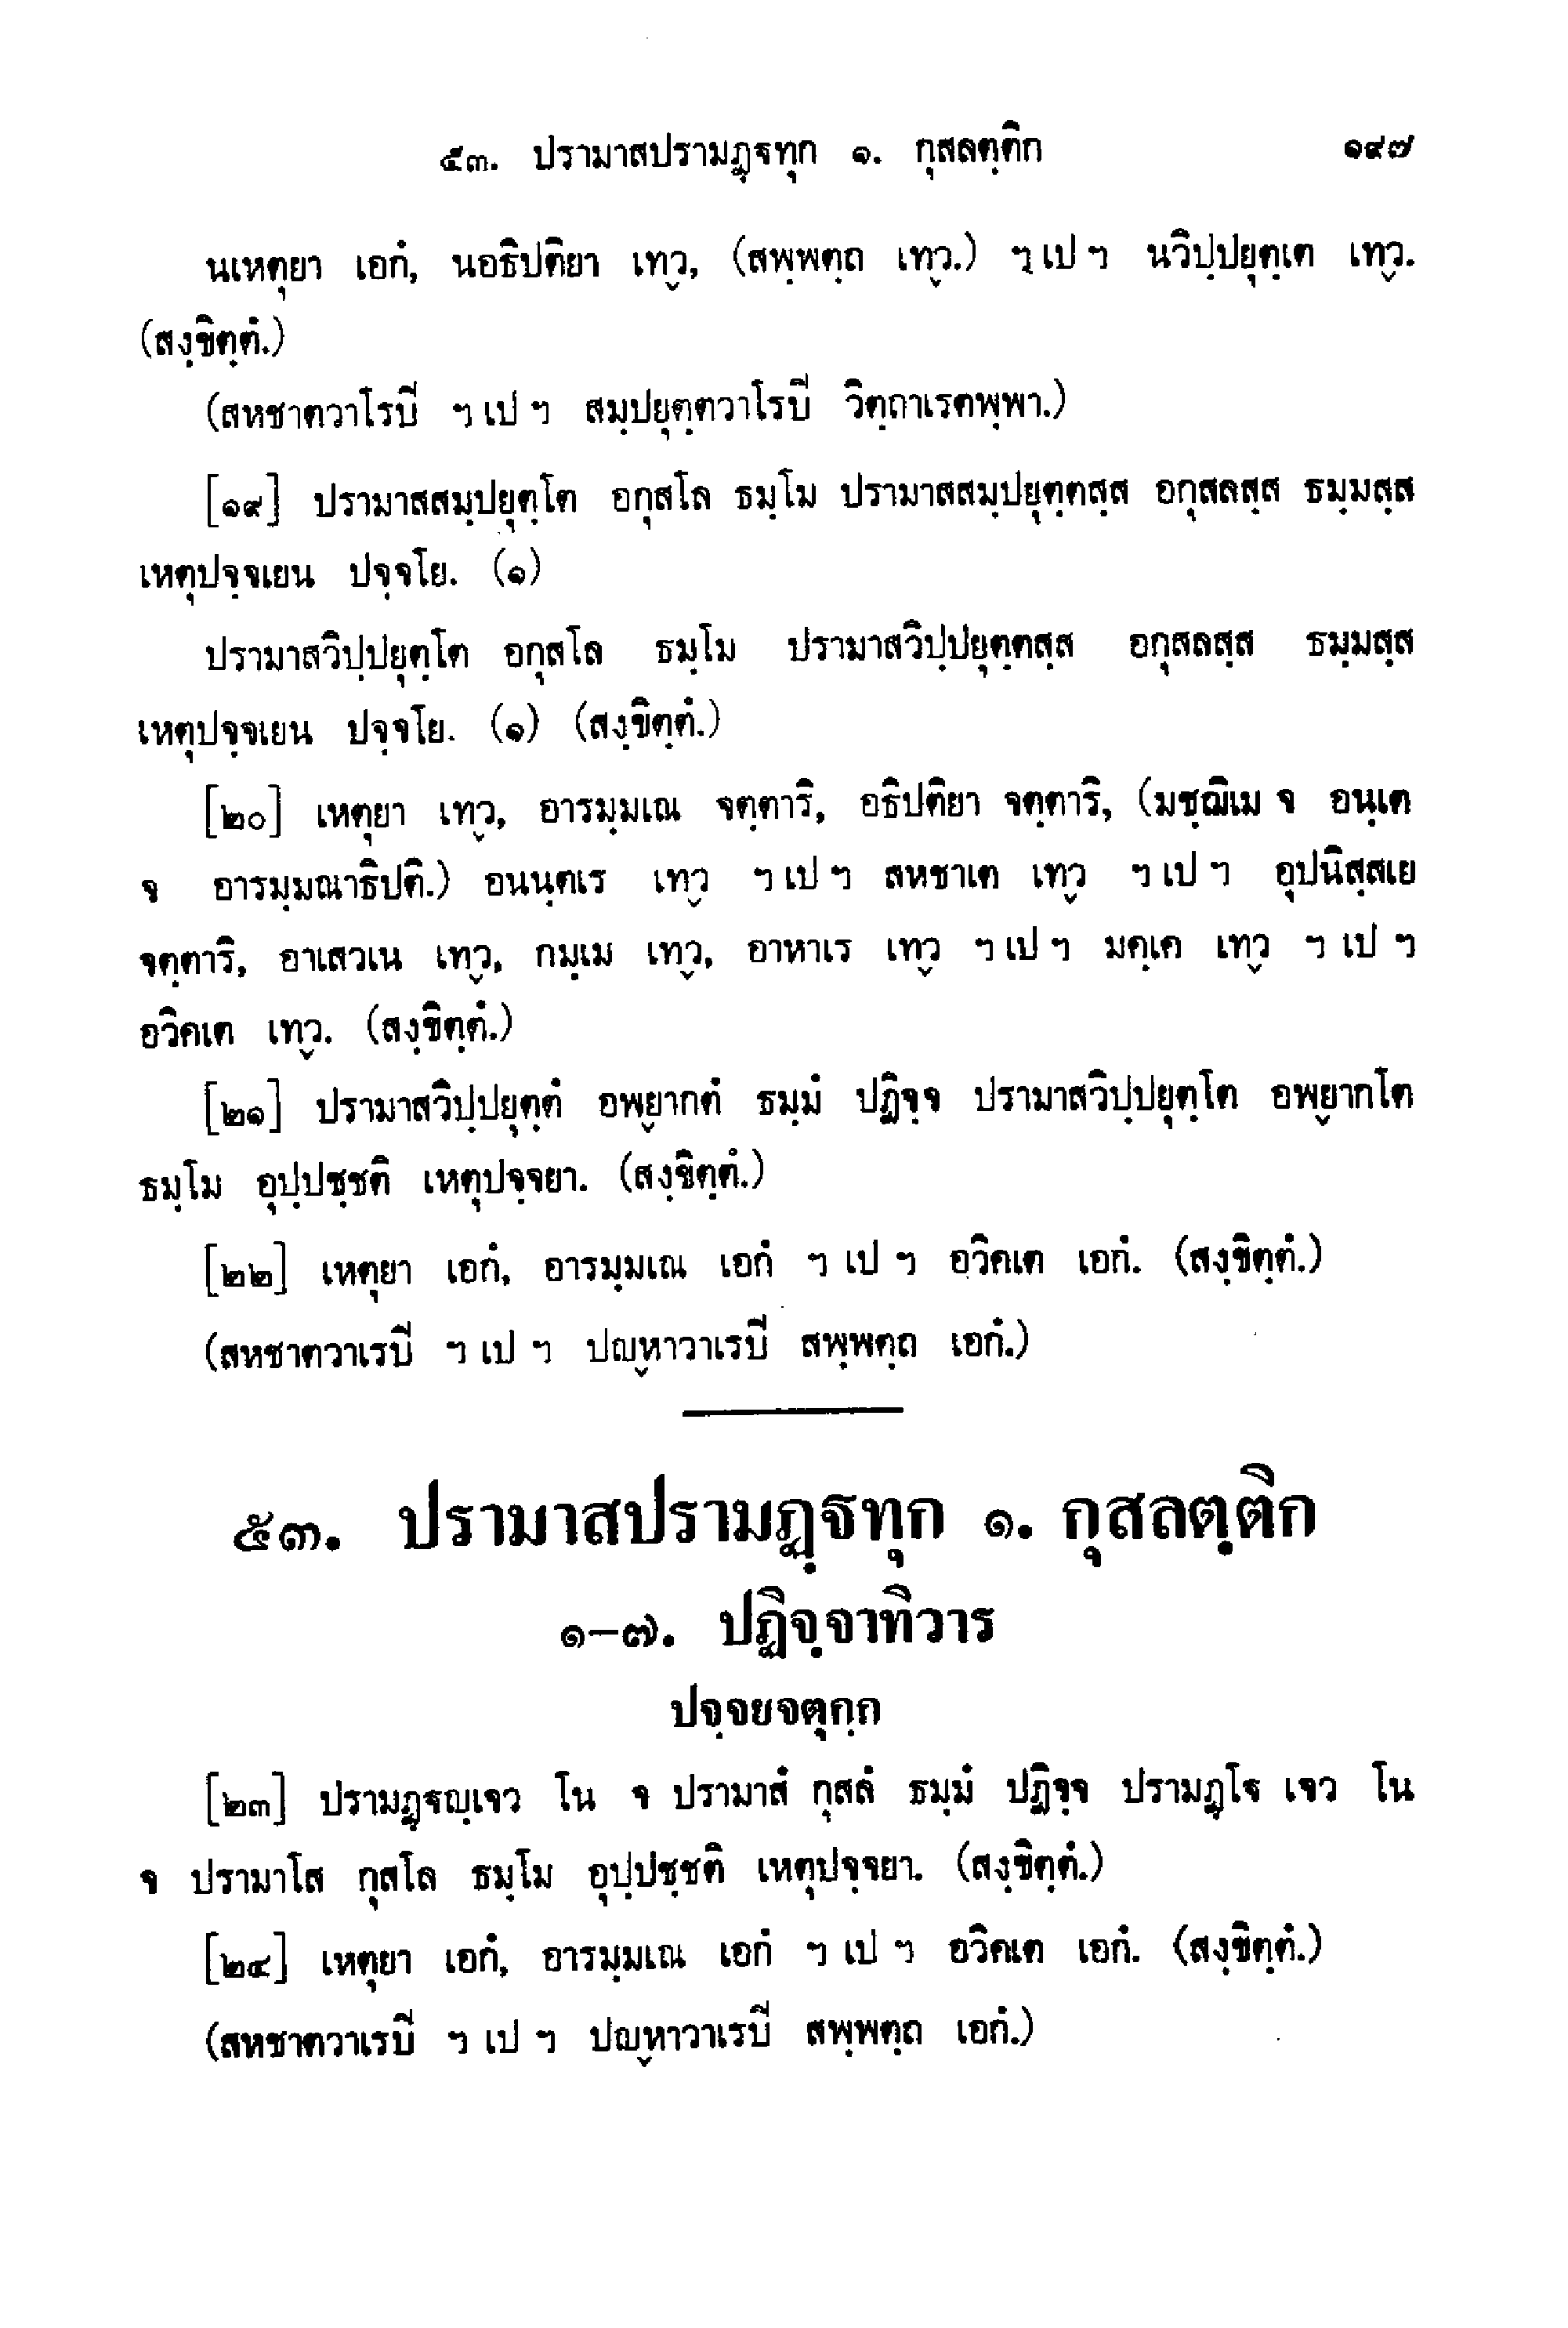 ๕๓. ปรามาสปรามฏฺฐทุก ๑. กุสลตฺติก ๑๙๗
นเหตุยา เอกํ, นอธิปติยา เทฺว, (สพฺพตฺถ เทฺว.) ฯ เป ฯ นวิปฺปยุตฺเต เทฺว.
(สงฺขิตฺตํ.)
(สหชาตวาโรปิ ฯ เป ฯ สมฺปยุตฺตวาโรปิ วิตฺถาเรตพฺพา.)
[๑๙] ปรามาสสมฺปยุตฺโต อกุสโล ธมฺโม ปรามาสสมฺปยุตฺตสฺส อกุสลสฺส ธมฺมสฺส
เหตุปจฺจเยน ปจฺจโย. (๑)
ปรามาสวิปฺปยุตฺโต อกุสโล ธมฺโม ปรามาสวิปฺปยุตฺตสฺส อกุสลสฺส ธมฺมสฺส
เหตุปจฺจเยน ปจฺจโย. (๑) (สงฺขิตฺตํ.)
[๒๐] เหตุยา เทฺว, อารมฺมเณ จตฺตาริ, อธิปติยา จตฺตาริ, (มชฺฌิเม จ อนฺเต
จ อารมฺมณาธิปติ.) อนนฺตเร เทฺว ฯ เป ฯ สหชาเต เทฺว ฯ เป ฯ อุปนิสฺสเย
จตฺตาริ, อาเสวเน เทฺว, กมฺเม เทฺว, อาหาเร เทฺว ฯ เป ฯ มคฺเค เทฺว ฯ เป ฯ
อวิคเต เทฺว. (สงฺขิตฺตํ.)
[๒๑] ปรามาสวิปฺปยุตฺตํ อพฺยากตํ ธมฺมํ ปฏิจฺจ ปรามาสวิปฺปยุตฺโต อพฺยากโต
ธมฺโม อุปฺปชฺชติ เหตุปจฺจยา. (สงฺขิตฺตํ.)
[๒๒] เหตุยา เอกํ, อารมฺมเณ เอกํ ฯ เป ฯ อวิคเต เอกํ. (สงฺขิตฺตํ.)
(สหชาตวาเรปิ ฯ เป ฯ ปญฺหาวาเรปิ สพฺพตฺถ เอกํ.)
๕๓. ปรามาสปรามฏฺฐทุก ๑. กุสลตฺติก
๑-๗. ปฏิจฺจาทิวาร
ปจฺจยจตุกฺก
[๒๓] ปรามฏฺฐญฺเจว โน จ ปรามาสํ กุสลํ ธมฺมํ ปฏิจฺจ ปรามฏฺโฐ เจว โน
จ ปรามาโส กุสโล ธมฺโม อุปฺปชฺชติ เหตุปจฺจยา. (สงฺขิตฺตํ.)
[๒๔] เหตุยา เอกํ, อารมฺมเณ เอกํ ฯ เป ฯ อวิคเต เอกํ. (สงฺขิตฺตํ.)
(สหชาตวาเรปิ ฯ เป ฯ ปญฺหาวาเรปิ สพฺพตฺถ เอกํ.)